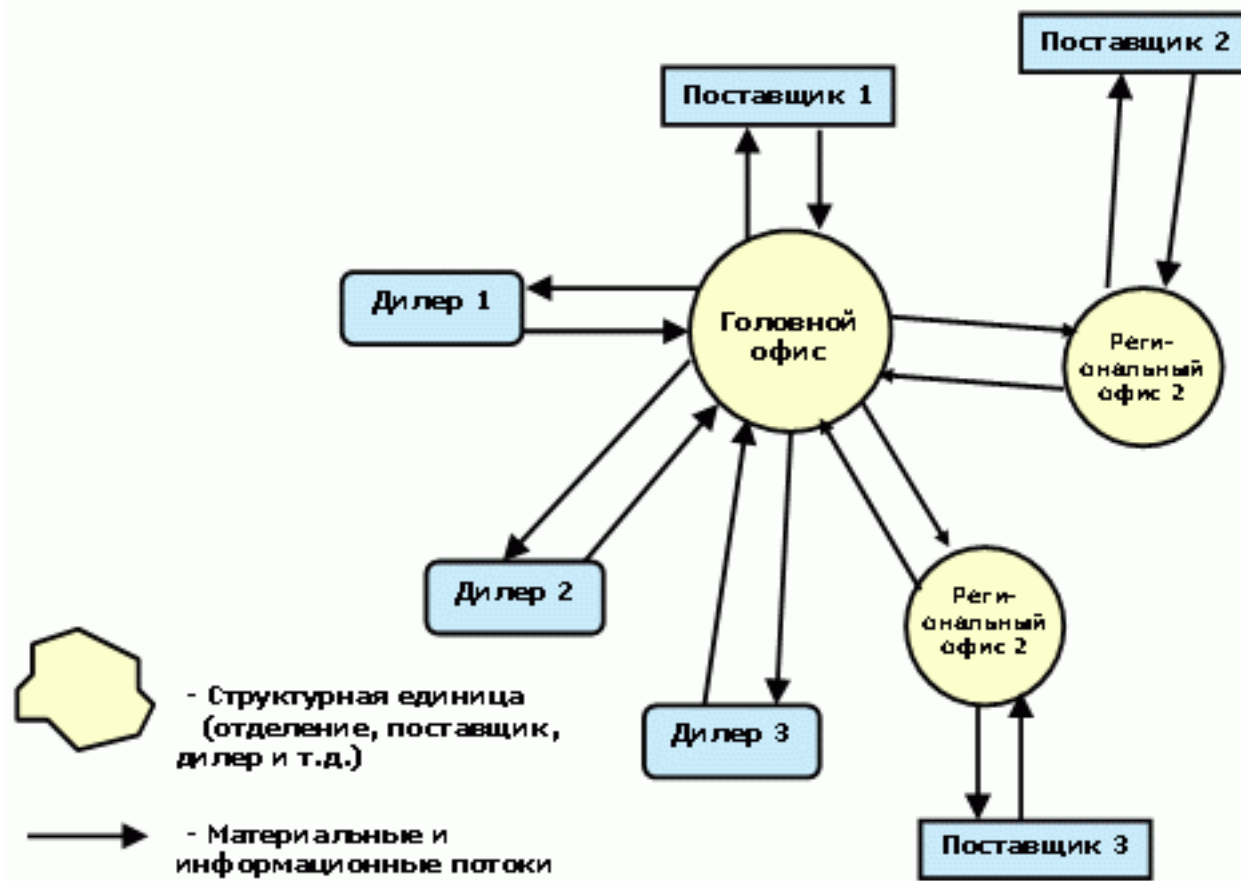 Поставщик 2
Поставщик 1
Дилер 1
Головной
офис
Реги-
ональный
офис 2
Дилер 2
Реги-
ональный
офис 2
Дилер 3
Поставщик 3
- Структурная единица
(отделение, поставщик,
дилер и т.д.)
- Материальные и
информационные потоки